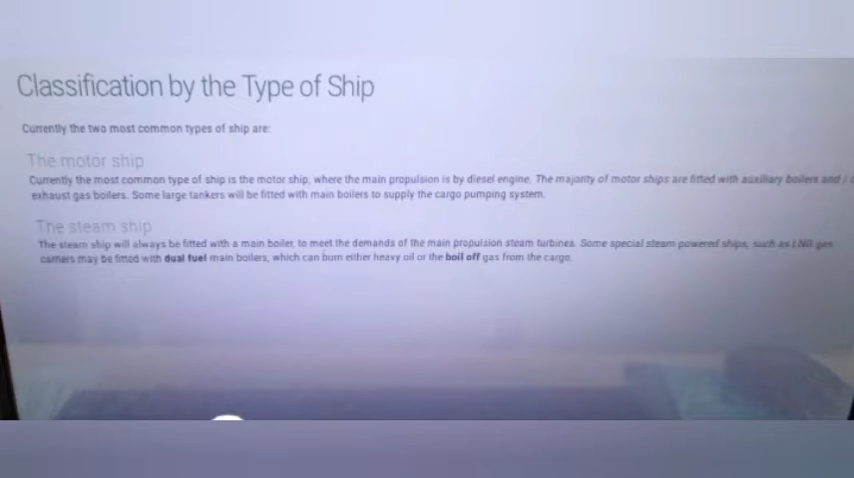 Classification by the Type of Ship
Currently the two most common types of ship are:
The motor ship
Currently the most common type of ship is the motor ship, where the main propulsion is by diesel engine. The majority of motor ships are fitted with auxiliary boilers and /
exhaust gas boilers. Some large tankers will be fitted with main boilers to supply the cargo pumping system.
The steam ship
The steam ship will always be fitted with a main boiler, to meet the demands of the main propulsion steam turbines. Some special steam powered ships, such as LNG gas
carriers may be fitted with dual fuel main boilers, which can burn either heavy oil or the boil off gas from the cargo.